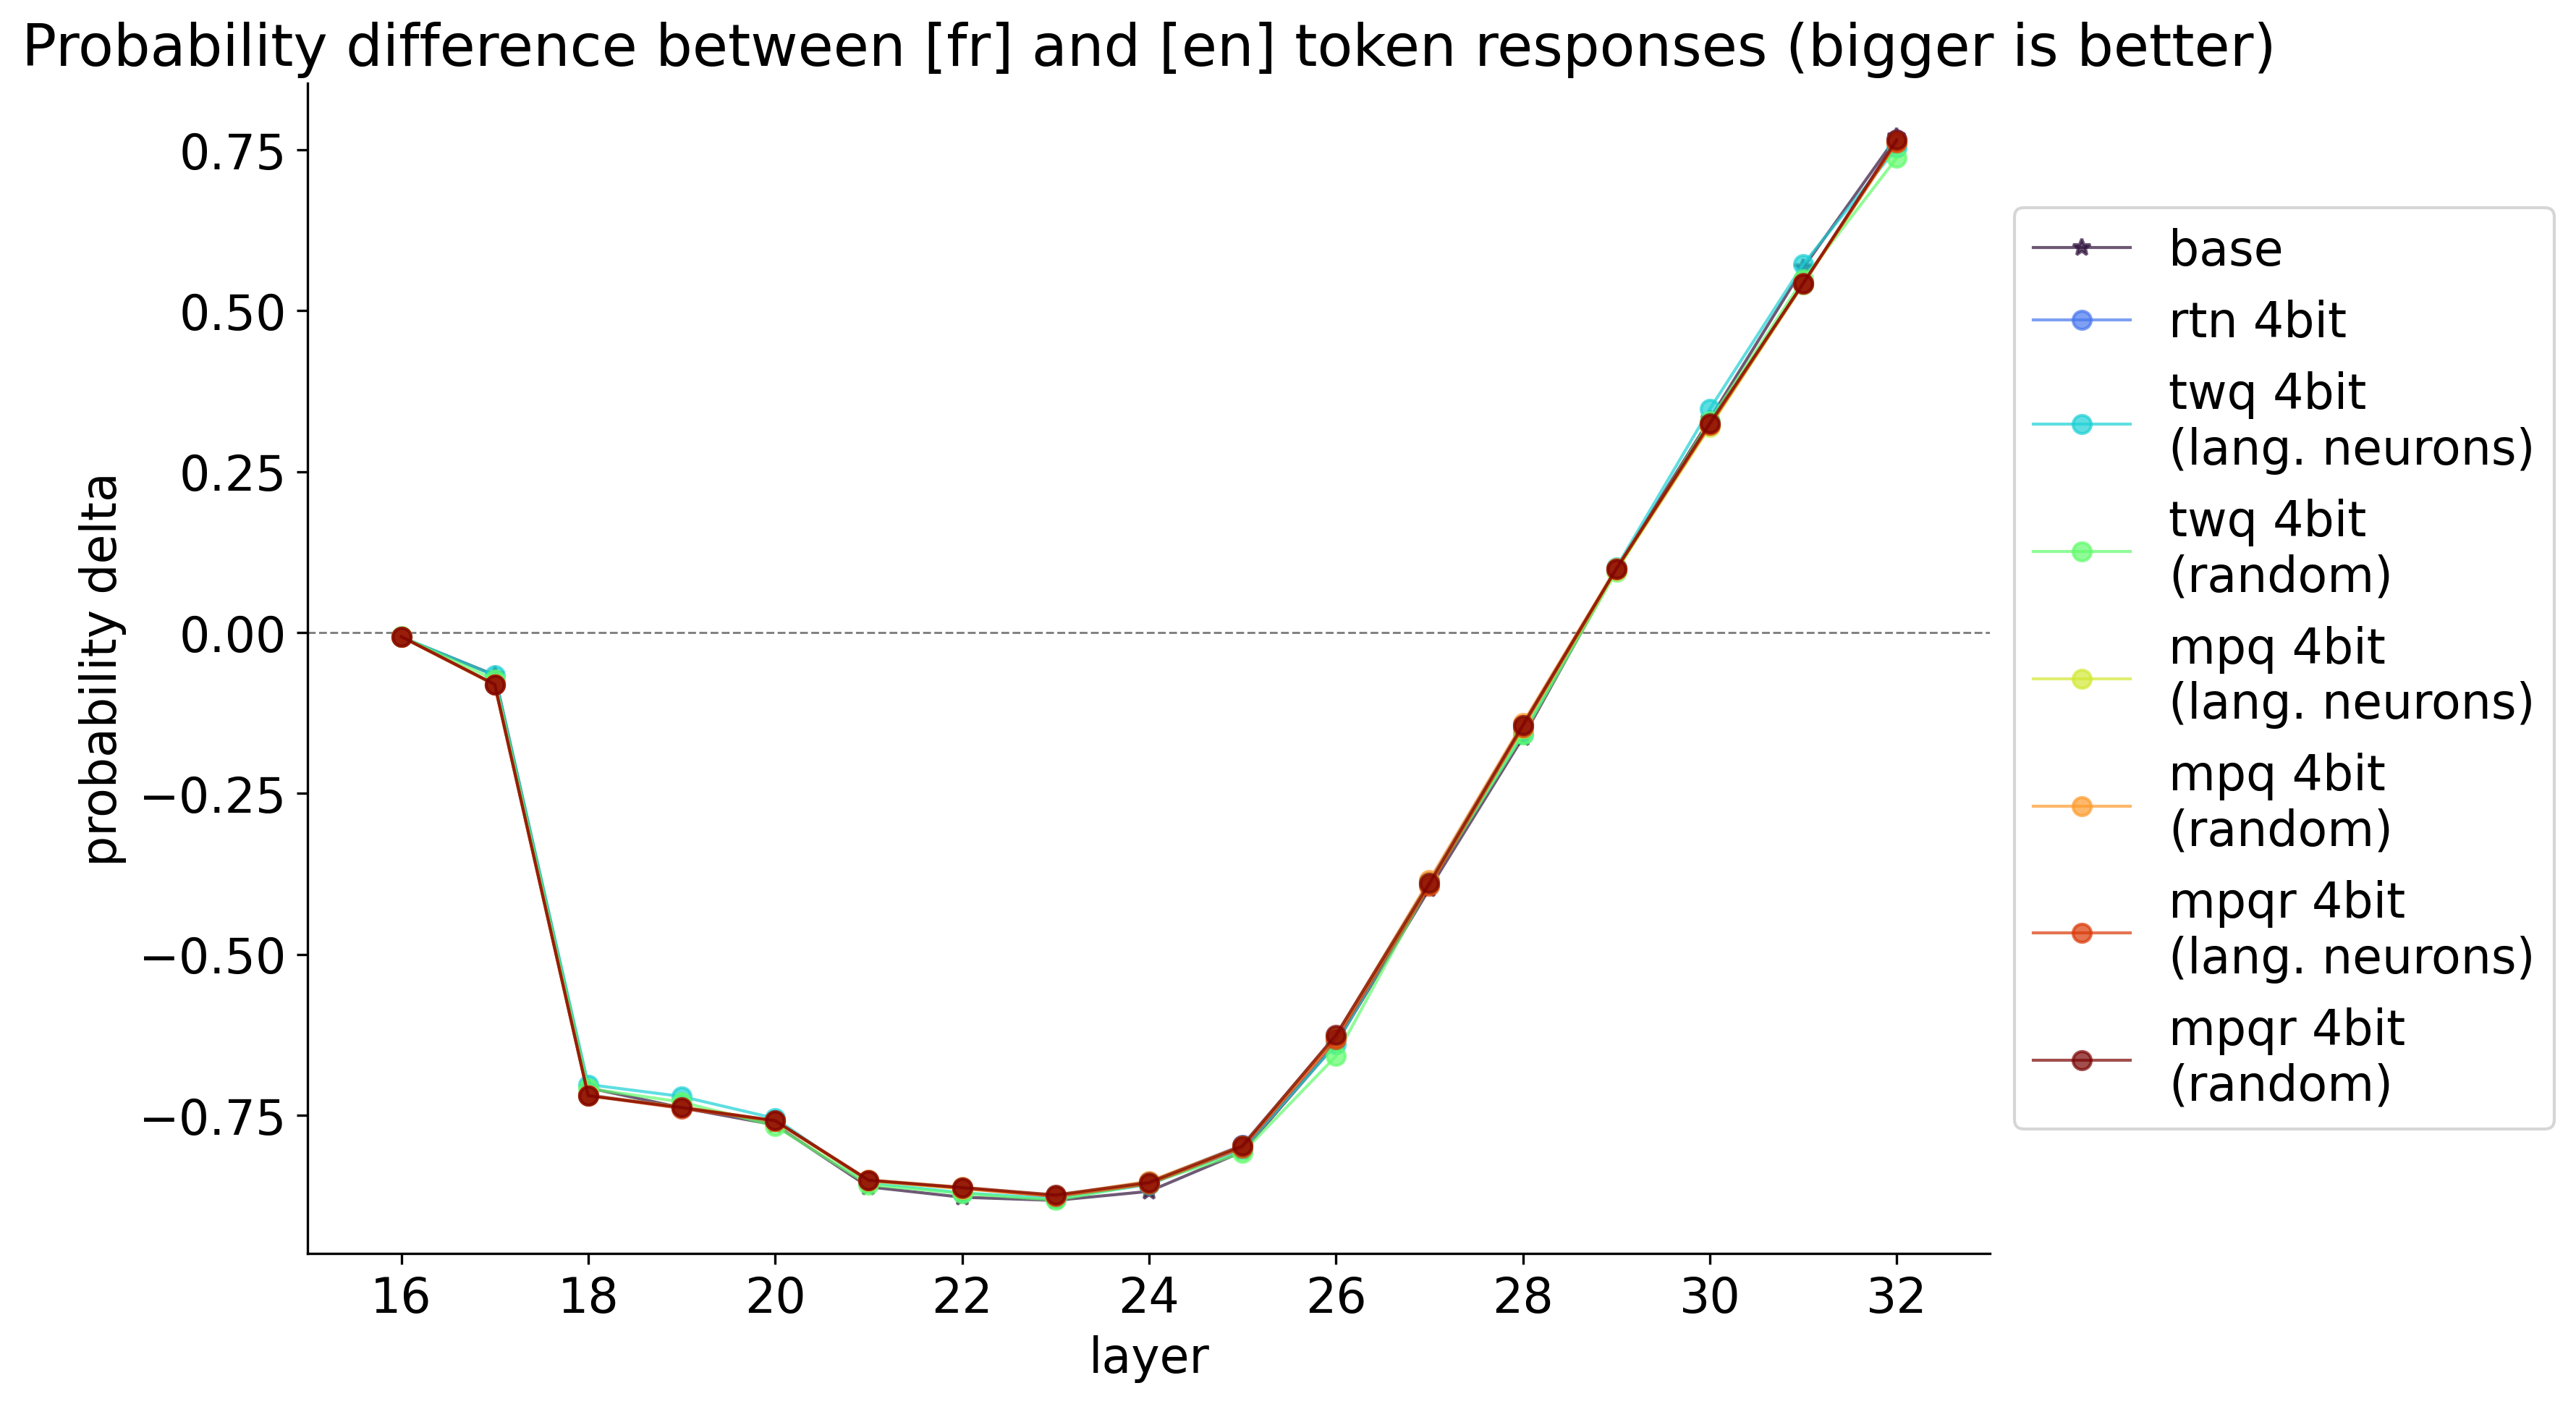 Probability difference between [fr] and [en] token responses (bigger is better)
probability delta
0.75
0.50
0.25
0.00
−0.25
−0.50
−0.75
16 18 20 22 24 26 28 30 32
layer
base
rtn 4bit
twq 4bit
(lang. neurons)
twq 4bit
(random)
mpq 4bit
(lang. neurons)
mpq 4bit
(random)
mpqr 4bit
(lang. neurons)
mpqr 4bit
(random)